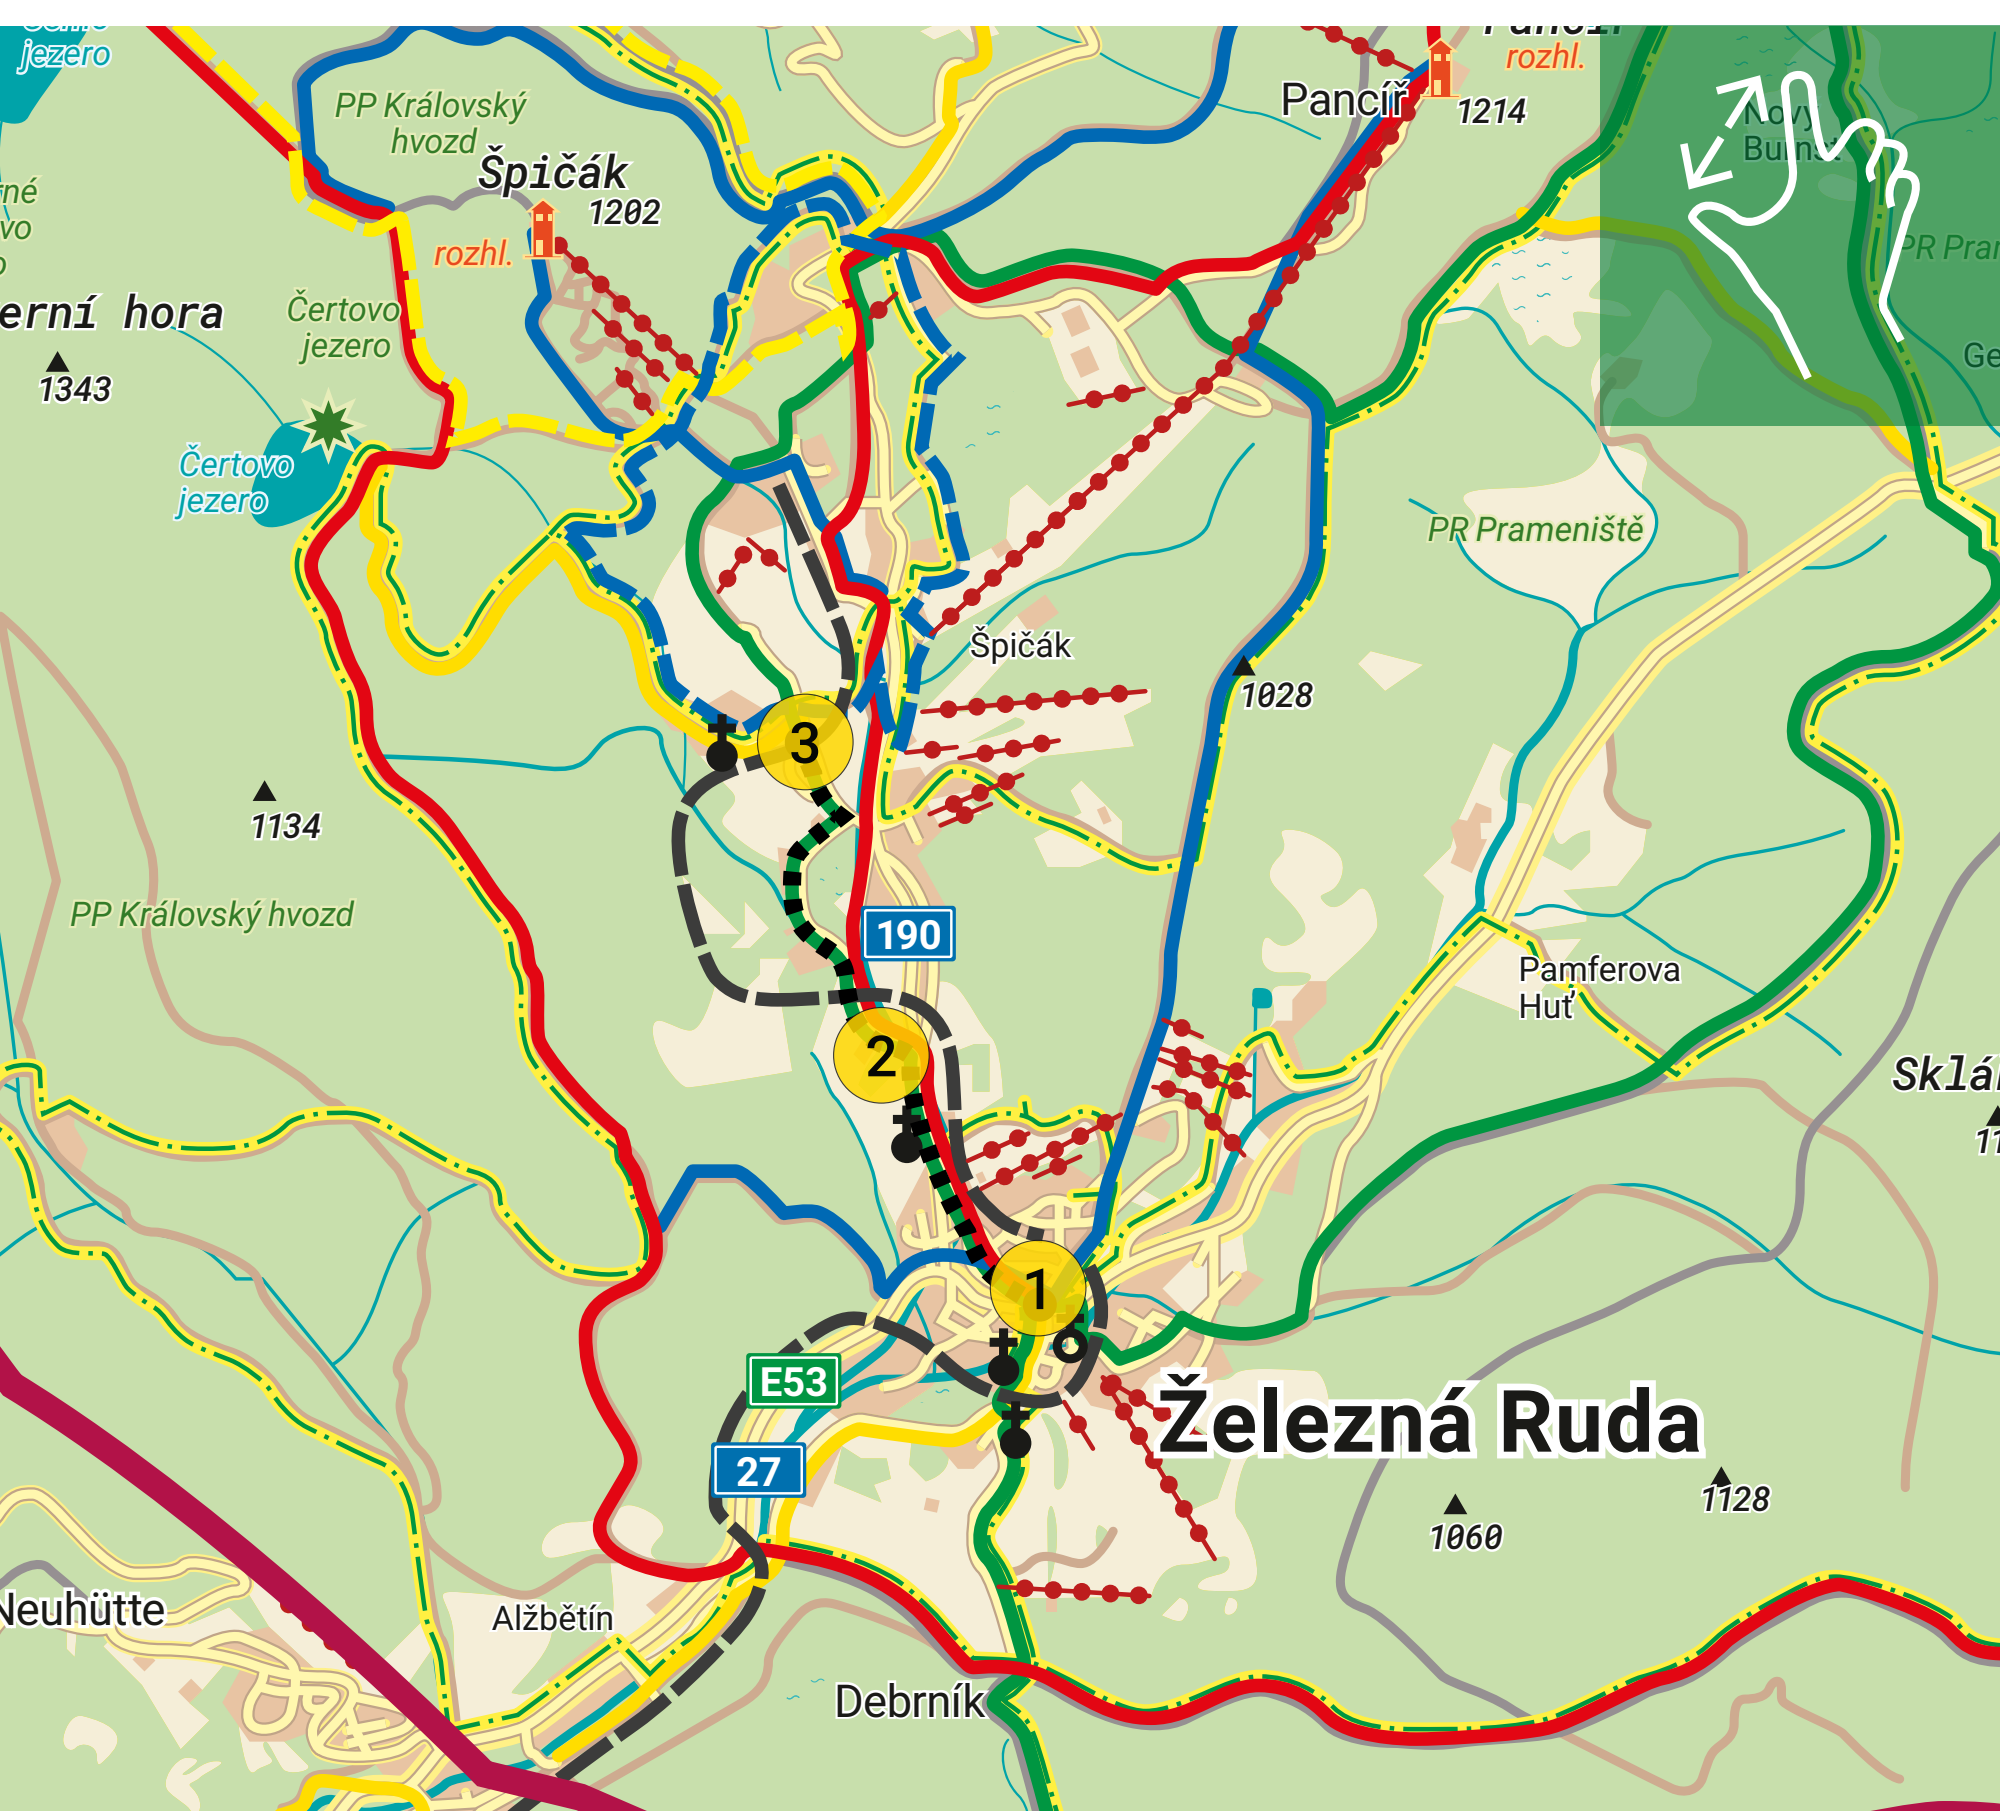 jezero
PP Královský
hvozd
Špičák
1202
rozhl.
Pancíř
rozhl.
1214
Nový
erní hora
1343
Čertovo
jezero
Čertovo
jezero
PR Prameniště
Špičák
1028
3
1134
PP Královský hvozd
190
Pamferova
Huť
2
1
E53
Železná Ruda
27
1128
1060
Neuhütte
Alžbětín
Debrník